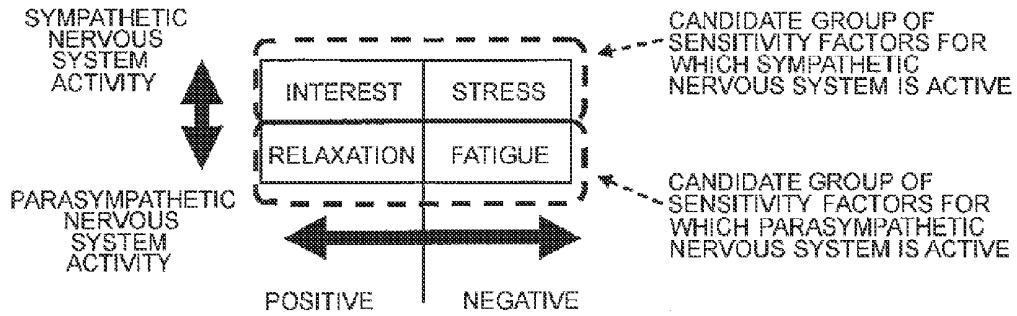 SYMPATHETIC
NERVOUS
SYSTEM
ACTIVITY
CANDIDATE GROUP OF
SENSITIVITY FACTORS FOR
WHICH SYMPATHETIC
NERVOUS SYSTEM IS ACTIVE
INTEREST
STRESS
RELAXATION
FATIGUE
PARASYMPATHETIC
NERVOUS
SYSTEM
ACTIVITY
CANDIDATE GROUP OF
SENSITIVITY FACTORS FOR
WHICH PARASYMPATHETIC
NERVOUS SYSTEM IS ACTIVE
POSITIVE
NEGATIVE